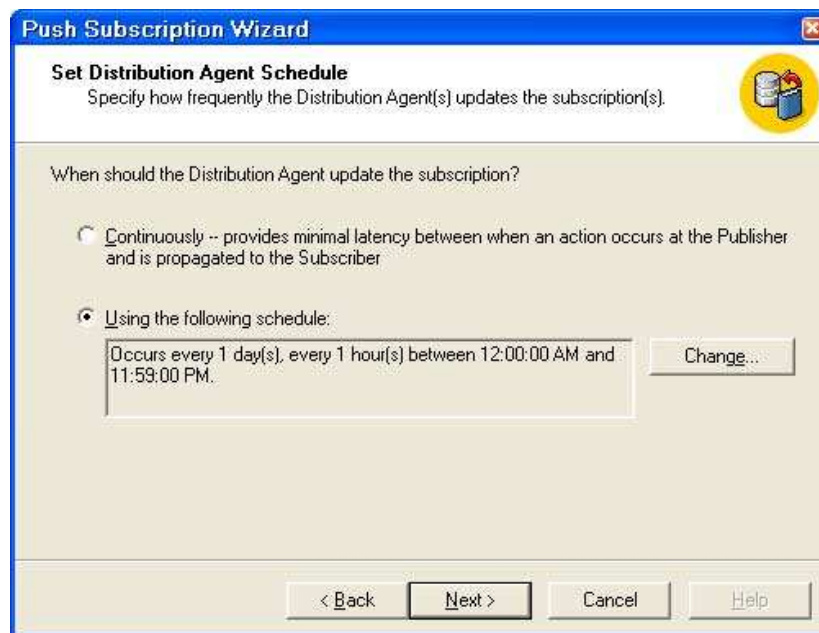 Push Subscription Wizard
Set Distribution Agent Schedule
Specify how frequently the Distribution Agent(s) updates the subscription(s).
When should the Distribution Agent update the subscription?
Continuously -- provides minimal latency between when an action occurs at the Publisher
and is propagated to the Subscriber
Using the following schedule:
Occurs every 1 day(s), every 1 hour(s) between 12:00:00 AM and
11:59:00 PM.
Change...
< Back
Next >
Cancel
Help